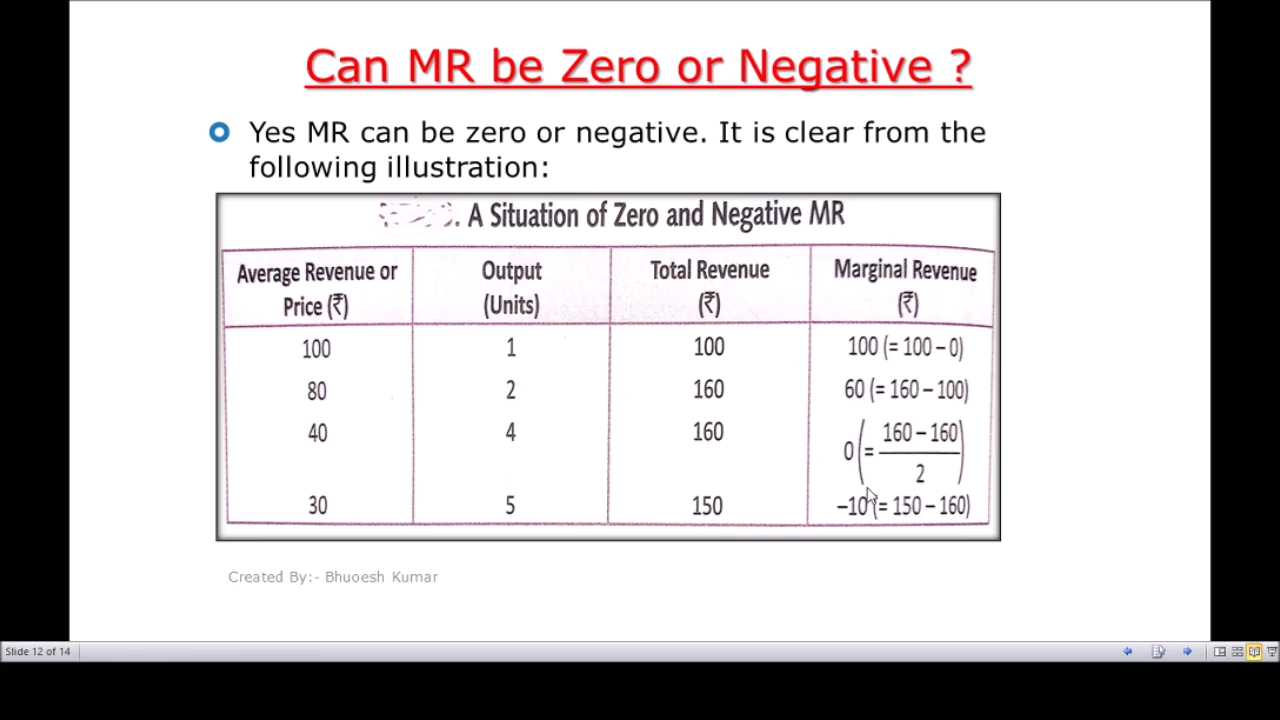 Can MR be Zero or Negative ?
Yes MR can be zero or negative. It is clear from the
following illustration:
. A Situation of Zero and Negative MR
Average Revenue or Price (₹) Output (Units) Total Revenue (₹) Marginal Revenue (₹)
100 1 100 100 (= 100 – 0)
80 2 160 60 (= 160 – 100)
40 4 160 0 (= (160 – 160) / 2)
30 5 150 –10 (= 150 – 160)
Created By:- Bhuoesh Kumar
Slide 12 of 14